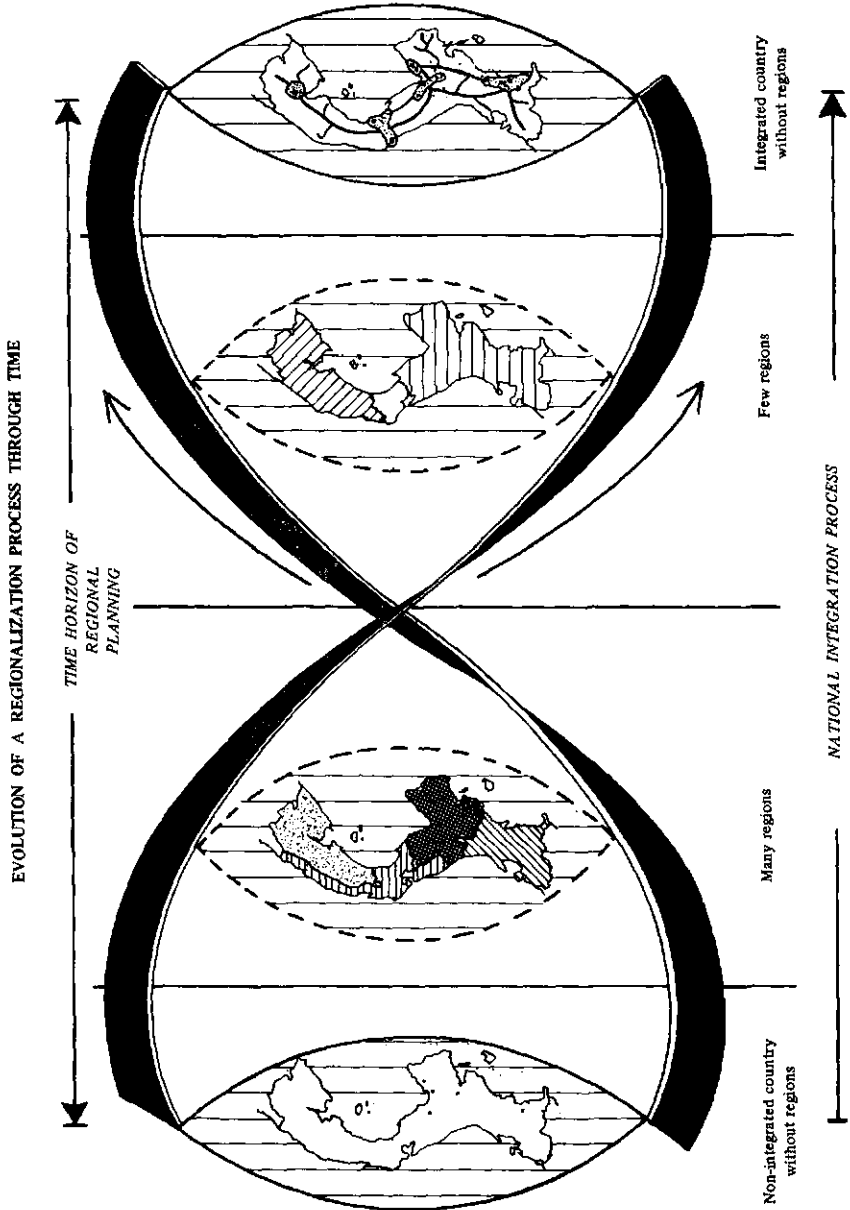 EVOLUTION OF A REGIONALIZATION PROCESS THROUGH TIME
TIME HORIZON OF
REGIONAL
PLANNING
Non-integrated country
without regions
Many regions
Few regions
Integrated country
without regions
NATIONAL INTEGRATION PROCESS